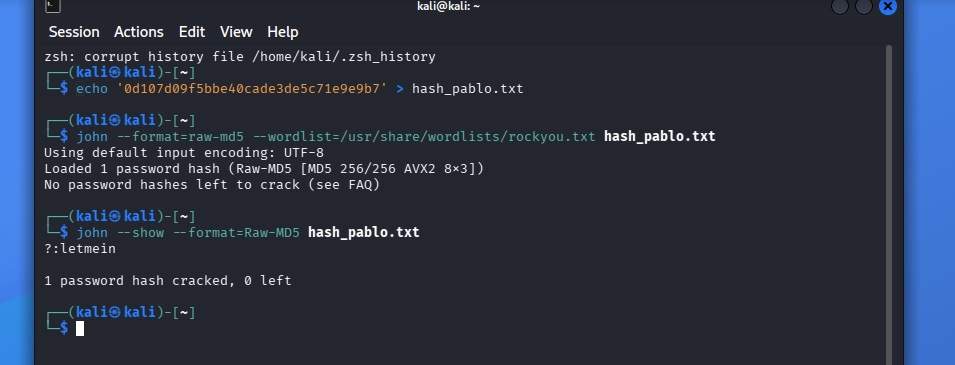 kali@kali: ~
Session Actions Edit View Help
zsh: corrupt history file /home/kali/.zsh_history
┌──(kali㉿kali)-[~]
└─$ echo '0d107d09f5bbe40cade3de5c71e9e9b7' > hash_pablo.txt
┌──(kali㉿kali)-[~]
└─$ john --format=raw-md5 --wordlist=/usr/share/wordlists/rockyou.txt hash_pablo.txt
Using default input encoding: UTF-8
Loaded 1 password hash (Raw-MD5 [MD5 256/256 AVX2 8×3])
No password hashes left to crack (see FAQ)
┌──(kali㉿kali)-[~]
└─$ john --show --format=Raw-MD5 hash_pablo.txt
?:letmein
1 password hash cracked, 0 left
┌──(kali㉿kali)-[~]
└─$